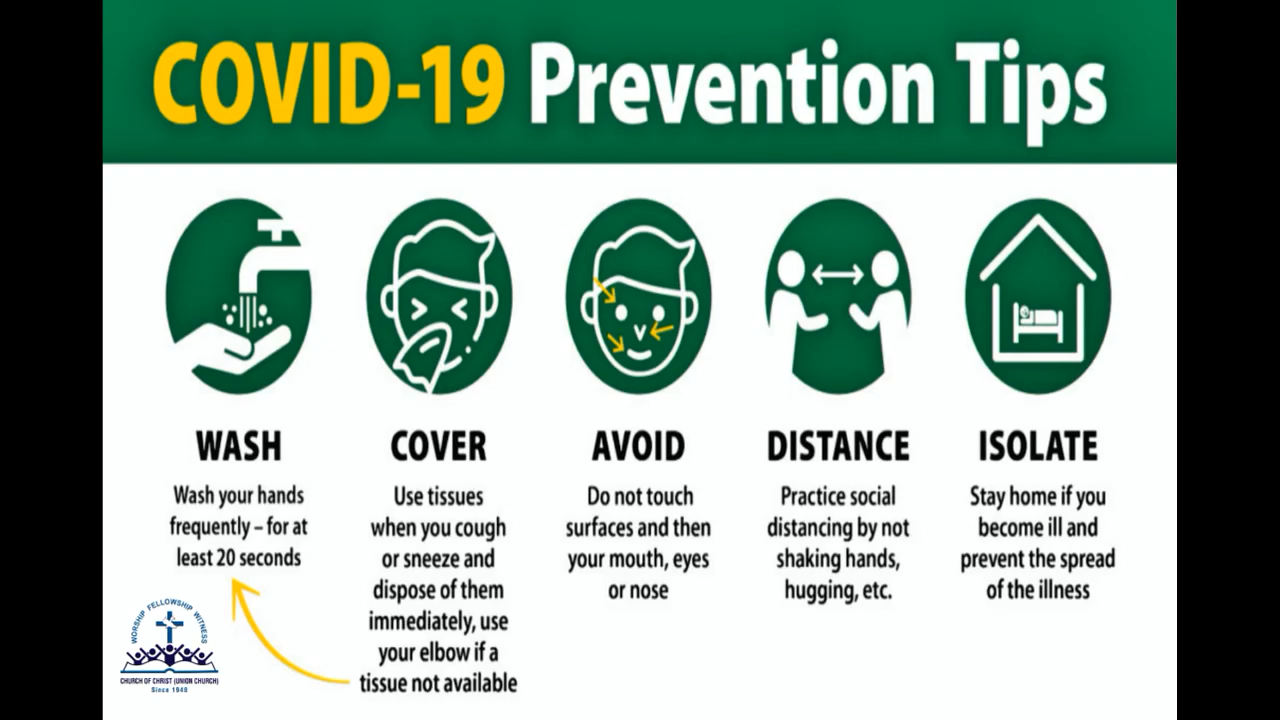 COVID-19 Prevention Tips
WASH
Wash your hands
frequently – for at
least 20 seconds
COVER
Use tissues
when you cough
or sneeze and
dispose of them
immediately, use
your elbow if a
tissue not available
AVOID
Do not touch
surfaces and then
your mouth, eyes
or nose
DISTANCE
Practice social
distancing by not
shaking hands,
hugging, etc.
ISOLATE
Stay home if you
become ill and
prevent the spread
of the illness
WORSHIP FELLOWSHIP WITNESS
CHURCH OF CHRIST (UNION CHURCH)
Since 1948